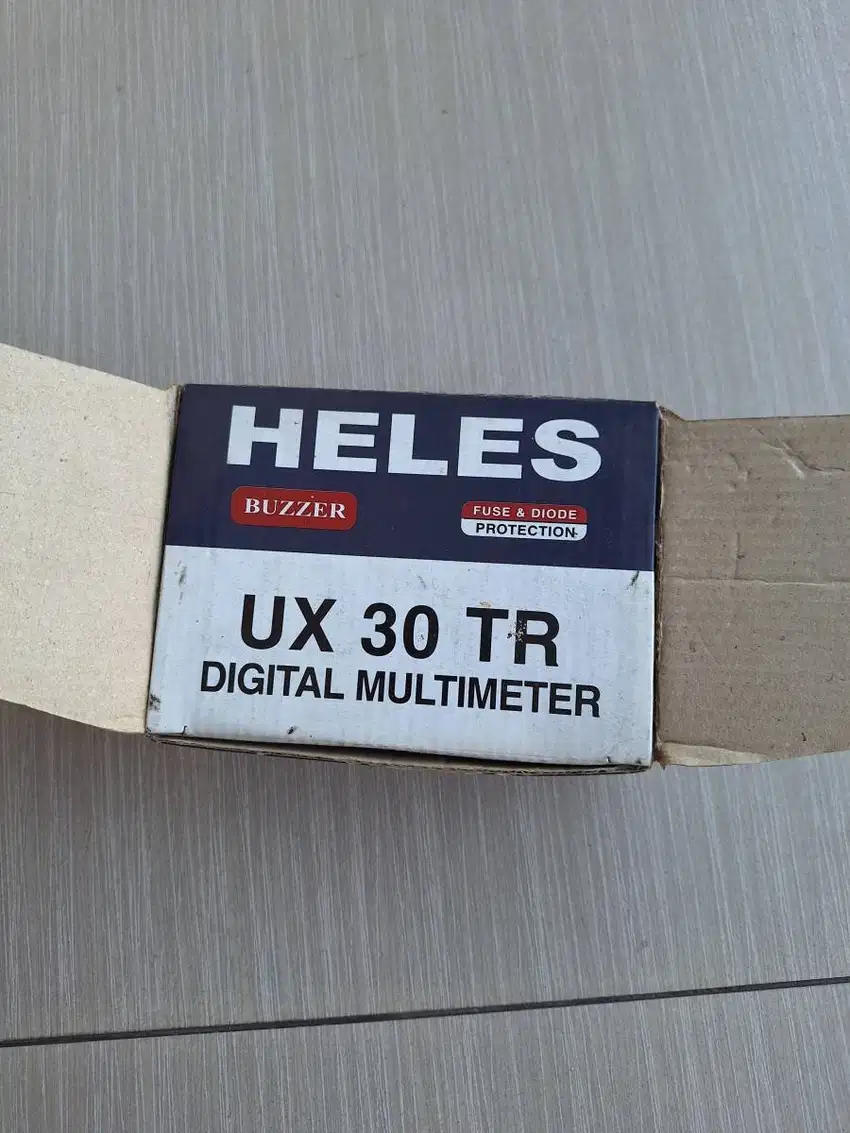 HELES
BUZZER
FUSE & DIODE
PROTECTION
UX 30 TR
DIGITAL MULTIMETER